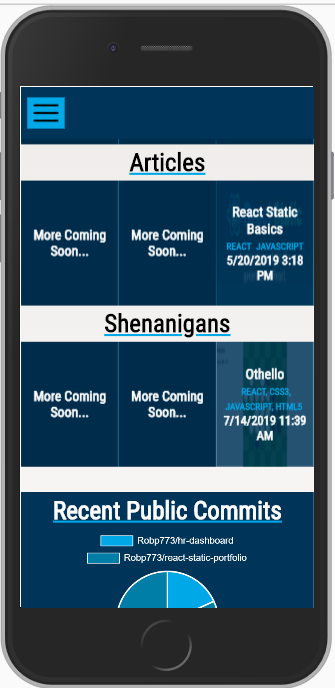 Articles
More Coming
Soon...
More Coming
Soon...
React Static
Basics
REACT JAVASCRIPT
5/20/2019 3:18
PM
Shenanigans
More Coming
Soon...
More Coming
Soon...
Othello
REACT, CSS3,
JAVASCRIPT, HTML5
7/14/2019 11:39
AM
Recent Public Commits
Robp773/hr-dashboard
Robp773/react-static-portfolio